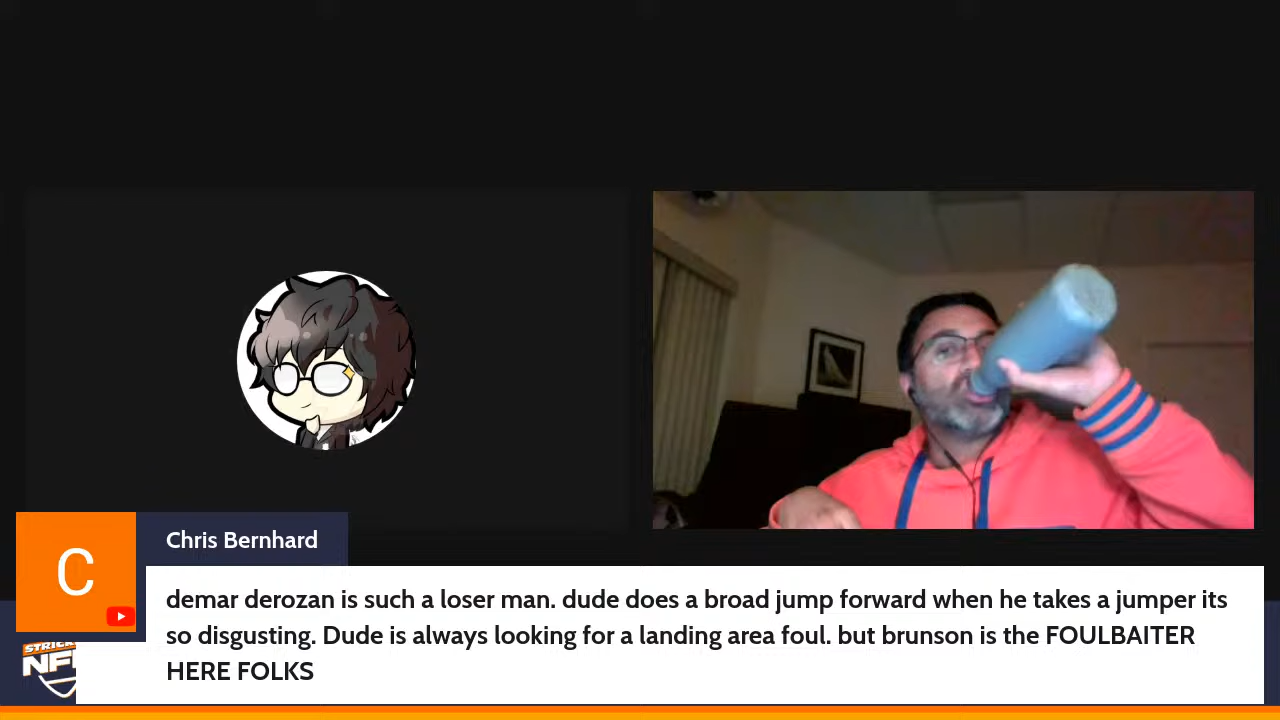 Chris Bernhard
C
demar derozan is such a loser man. dude does a broad jump forward when he takes a jumper its
so disgusting. Dude is always looking for a landing area foul. but brunson is the FOULBAITER
HERE FOLKS